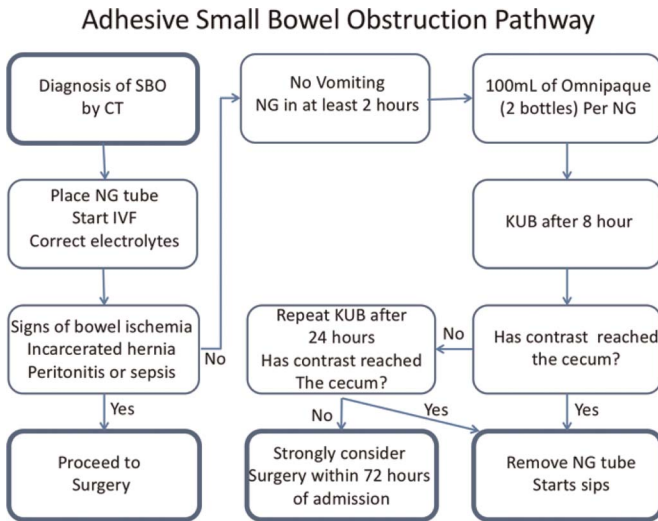 Adhesive Small Bowel Obstruction Pathway
Diagnosis of SBO
by CT
Place NG tube
Start IVF
Correct electrolytes
Signs of bowel ischemia
Incarcerated hernia
Peritonitis or sepsis
No
Yes
Proceed to
Surgery
No Vomiting
NG in at least 2 hours
100mL of Omnipaque
(2 bottles) Per NG
KUB after 8 hour
Has contrast reached
the cecum?
No
Yes
Repeat KUB after
24 hours
Has contrast reached
The cecum?
No
Yes
Strongly consider
Surgery within 72 hours
of admission
Remove NG tube
Starts sips